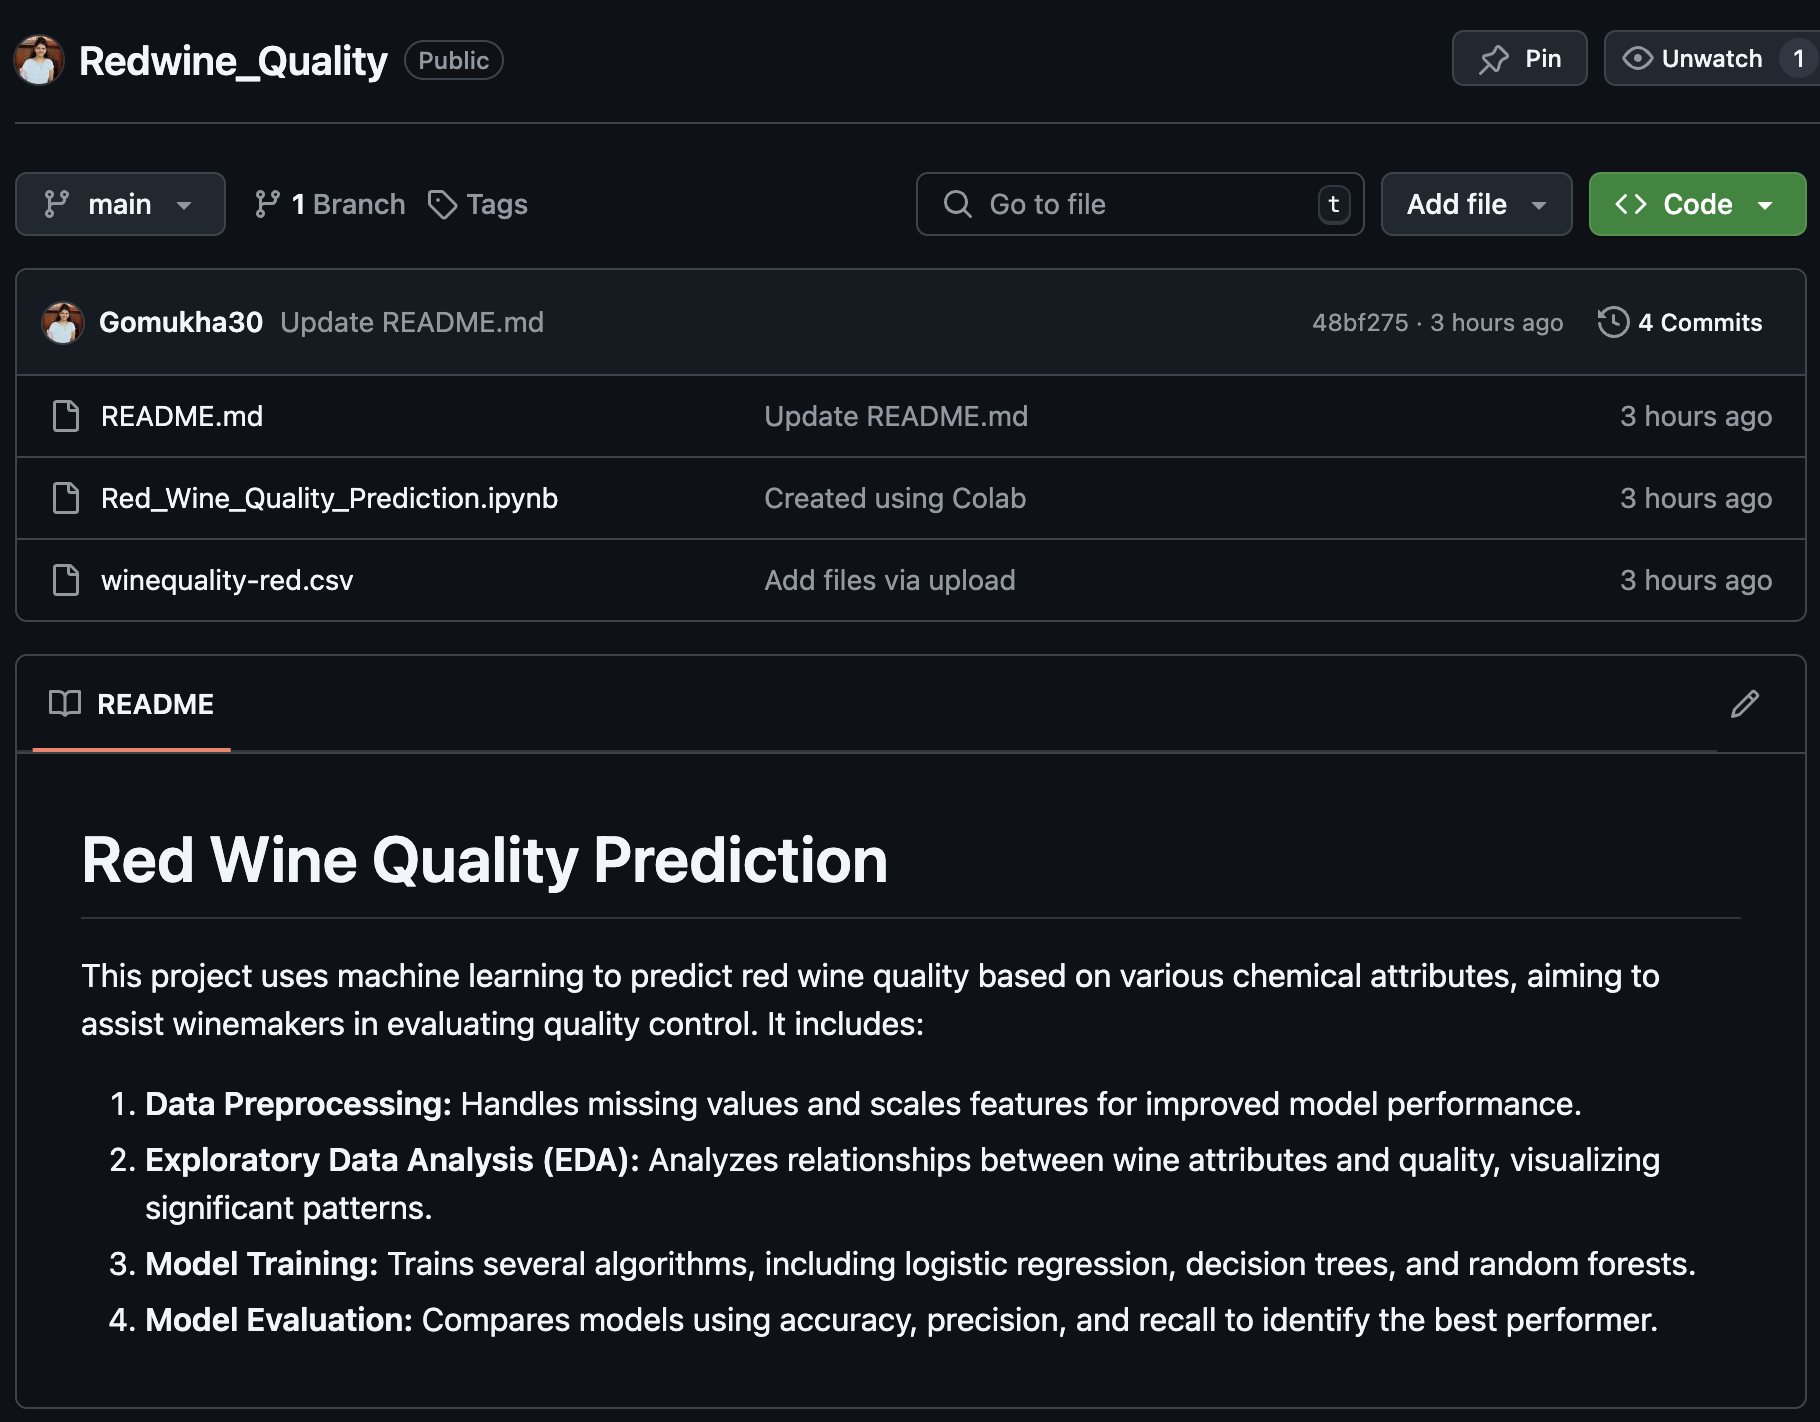 Redwine_Quality Public Pin Unwatch 1
main 1 Branch Tags Go to file t Add file <> Code
Gomukha30 Update README.md 48bf275 · 3 hours ago 4 Commits
README.md Update README.md 3 hours ago
Red_Wine_Quality_Prediction.ipynb Created using Colab 3 hours ago
winequality-red.csv Add files via upload 3 hours ago
README
Red Wine Quality Prediction
This project uses machine learning to predict red wine quality based on various chemical attributes, aiming to
assist winemakers in evaluating quality control. It includes:
1. Data Preprocessing: Handles missing values and scales features for improved model performance.
2. Exploratory Data Analysis (EDA): Analyzes relationships between wine attributes and quality, visualizing
significant patterns.
3. Model Training: Trains several algorithms, including logistic regression, decision trees, and random forests.
4. Model Evaluation: Compares models using accuracy, precision, and recall to identify the best performer.